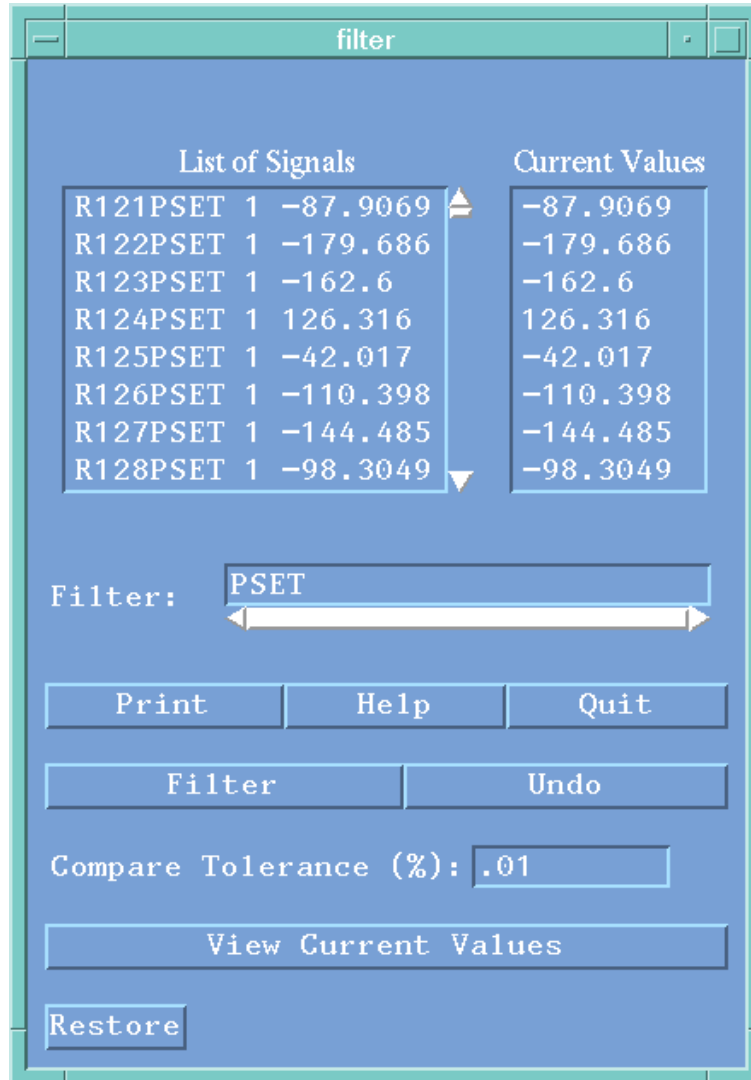 filter
List of Signals Current Values
R121PSET 1 -87.9069 -87.9069
R122PSET 1 -179.686 -179.686
R123PSET 1 -162.6 -162.6
R124PSET 1 126.316 126.316
R125PSET 1 -42.017 -42.017
R126PSET 1 -110.398 -110.398
R127PSET 1 -144.485 -144.485
R128PSET 1 -98.3049 -98.3049
Filter: PSET
Print Help Quit
Filter Undo
Compare Tolerance (%): .01
View Current Values
Restore